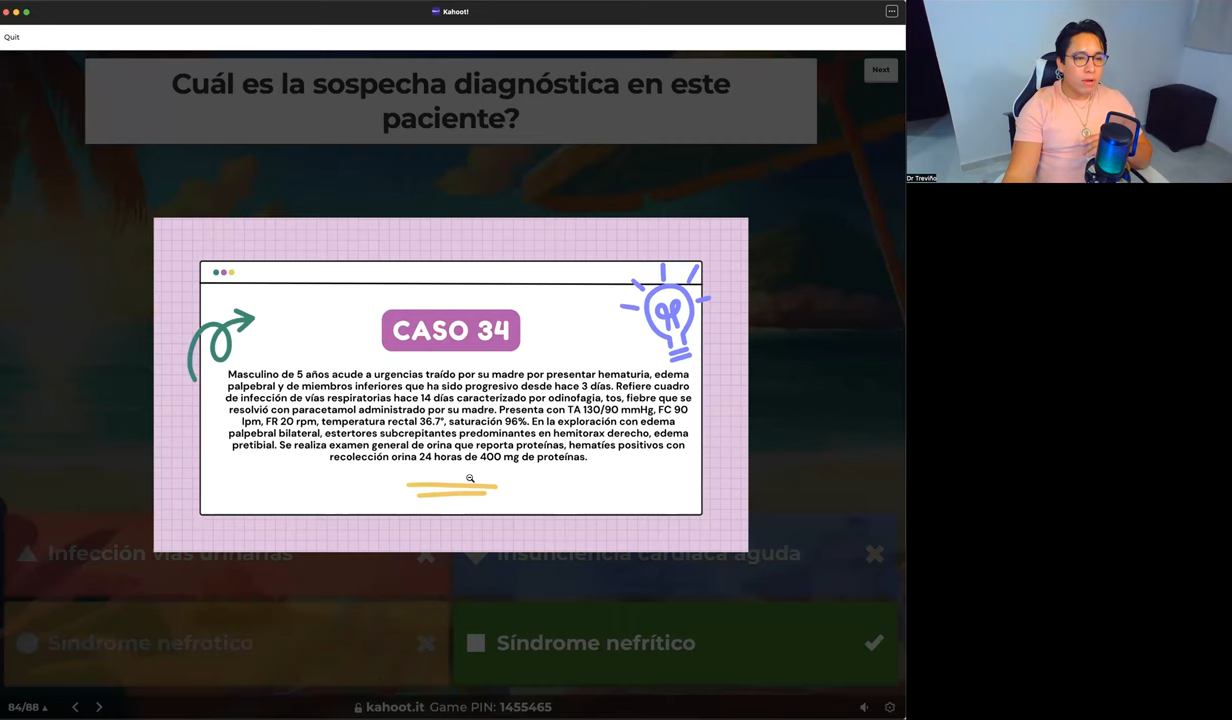 Kahoot!
Quit
Cuál es la sospecha diagnóstica en este
paciente?
Next
Dr Treviño
CASO 34
Masculino de 5 años acude a urgencias traído por su madre por presentar hematuria, edema
palpebral y de miembros inferiores que ha sido progresivo desde hace 3 días. Refiere cuadro
de infección de vías respiratorias hace 14 días caracterizado por odinofagia, tos, fiebre que se
resolvió con paracetamol administrado por su madre. Presenta con TA 130/90 mmHg, FC 90
lpm, FR 20 rpm, temperatura rectal 36.7°, saturación 96%. En la exploración con edema
palpebral bilateral, estertores subcrepitantes predominantes en hemitorax derecho, edema
pretibial. Se realiza examen general de orina que reporta proteínas, hematíes positivos con
recolección orina 24 horas de 400 mg de proteínas.
Infección vías urinarias
Insuficiencia cardiaca aguda
Síndrome nefrotico
Síndrome nefrítico
84/88
kahoot.it Game PIN: 1455465